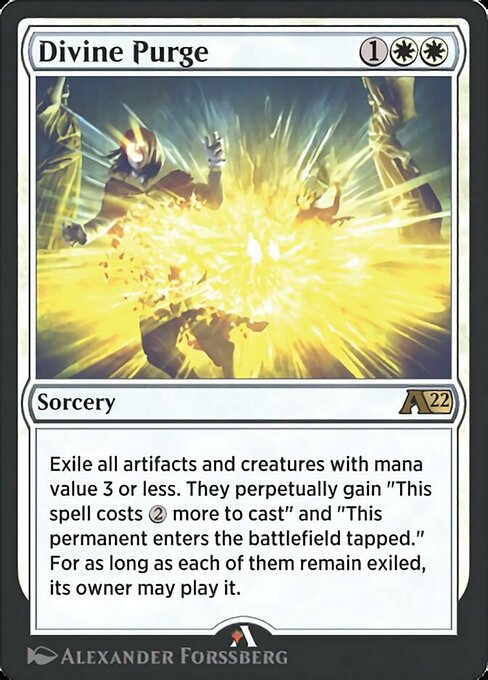 Divine Purge 1
Sorcery A22
Exile all artifacts and creatures with mana
value 3 or less. They perpetually gain "This
spell costs 2 more to cast" and "This
permanent enters the battlefield tapped."
For as long as each of them remain exiled,
its owner may play it.
Alexander Forssberg